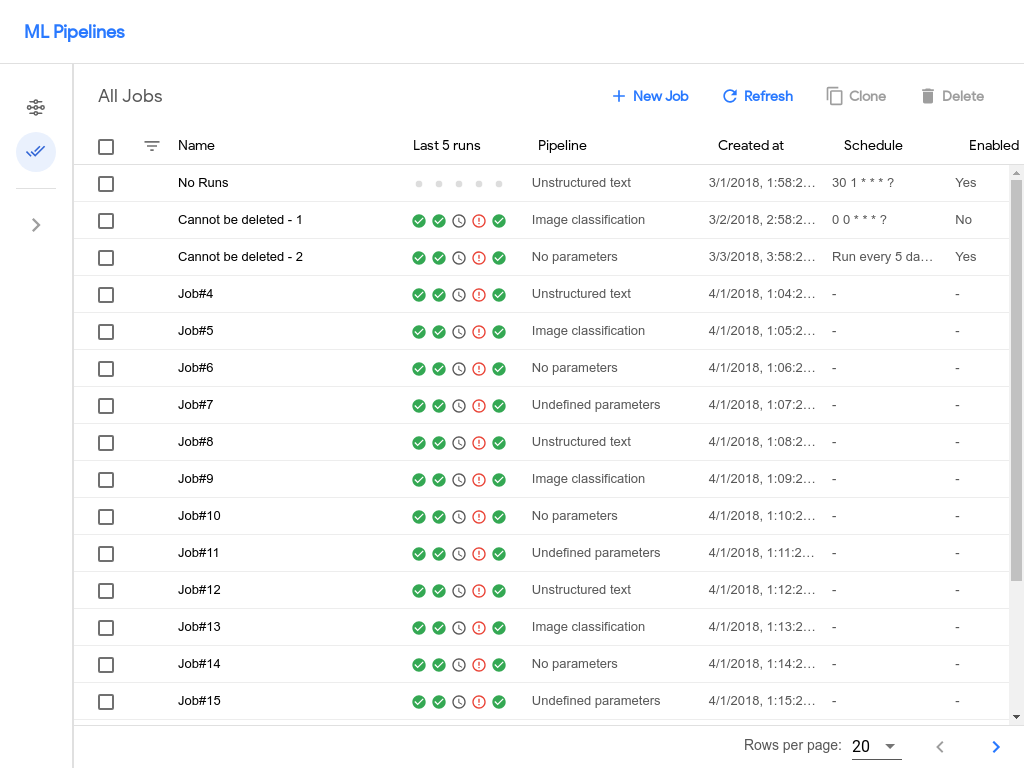 ML Pipelines
All Jobs
New Job
Refresh
Clone
Delete
Name Last 5 runs Pipeline Created at Schedule Enabled
No Runs Unstructured text 3/1/2018, 1:58:2... 30 1 * * * ? Yes
Cannot be deleted - 1 Image classification 3/2/2018, 2:58:2... 0 0 * * * ? No
Cannot be deleted - 2 No parameters 3/3/2018, 3:58:2... Run every 5 da... Yes
Job#4 Unstructured text 4/1/2018, 1:04:2... - -
Job#5 Image classification 4/1/2018, 1:05:2... - -
Job#6 No parameters 4/1/2018, 1:06:2... - -
Job#7 Undefined parameters 4/1/2018, 1:07:2... - -
Job#8 Unstructured text 4/1/2018, 1:08:2... - -
Job#9 Image classification 4/1/2018, 1:09:2... - -
Job#10 No parameters 4/1/2018, 1:10:2... - -
Job#11 Undefined parameters 4/1/2018, 1:11:2... - -
Job#12 Unstructured text 4/1/2018, 1:12:2... - -
Job#13 Image classification 4/1/2018, 1:13:2... - -
Job#14 No parameters 4/1/2018, 1:14:2... - -
Job#15 Undefined parameters 4/1/2018, 1:15:2... - -
Rows per page: 20